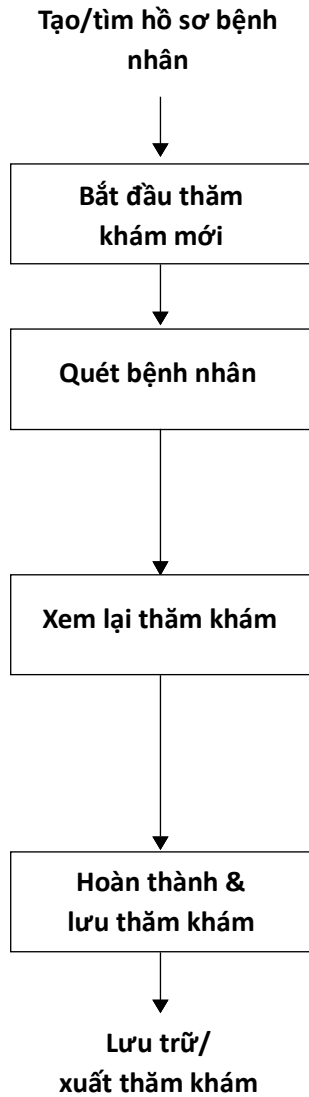 Tạo/tìm hồ sơ bệnh
nhân
Bắt đầu thăm
khám mới
Quét bệnh nhân
Xem lại thăm khám
Hoàn thành &
lưu thăm khám
Lưu trữ/
xuất thăm khám